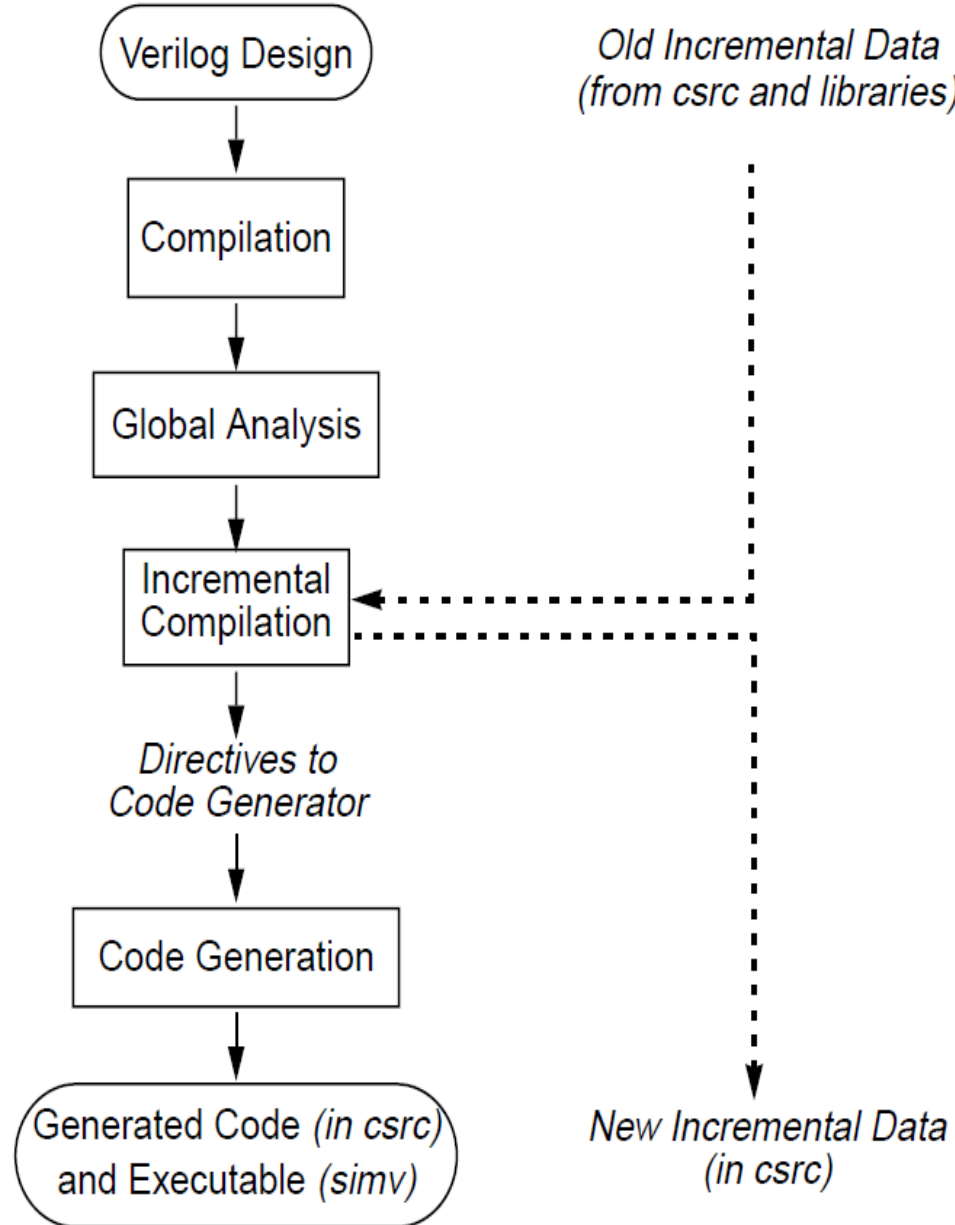 Verilog Design
Old Incremental Data
(from csrc and libraries)
Compilation
Global Analysis
Incremental
Compilation
Directives to
Code Generator
Code Generation
Generated Code (in csrc)
and Executable (simv)
New Incremental Data
(in csrc)